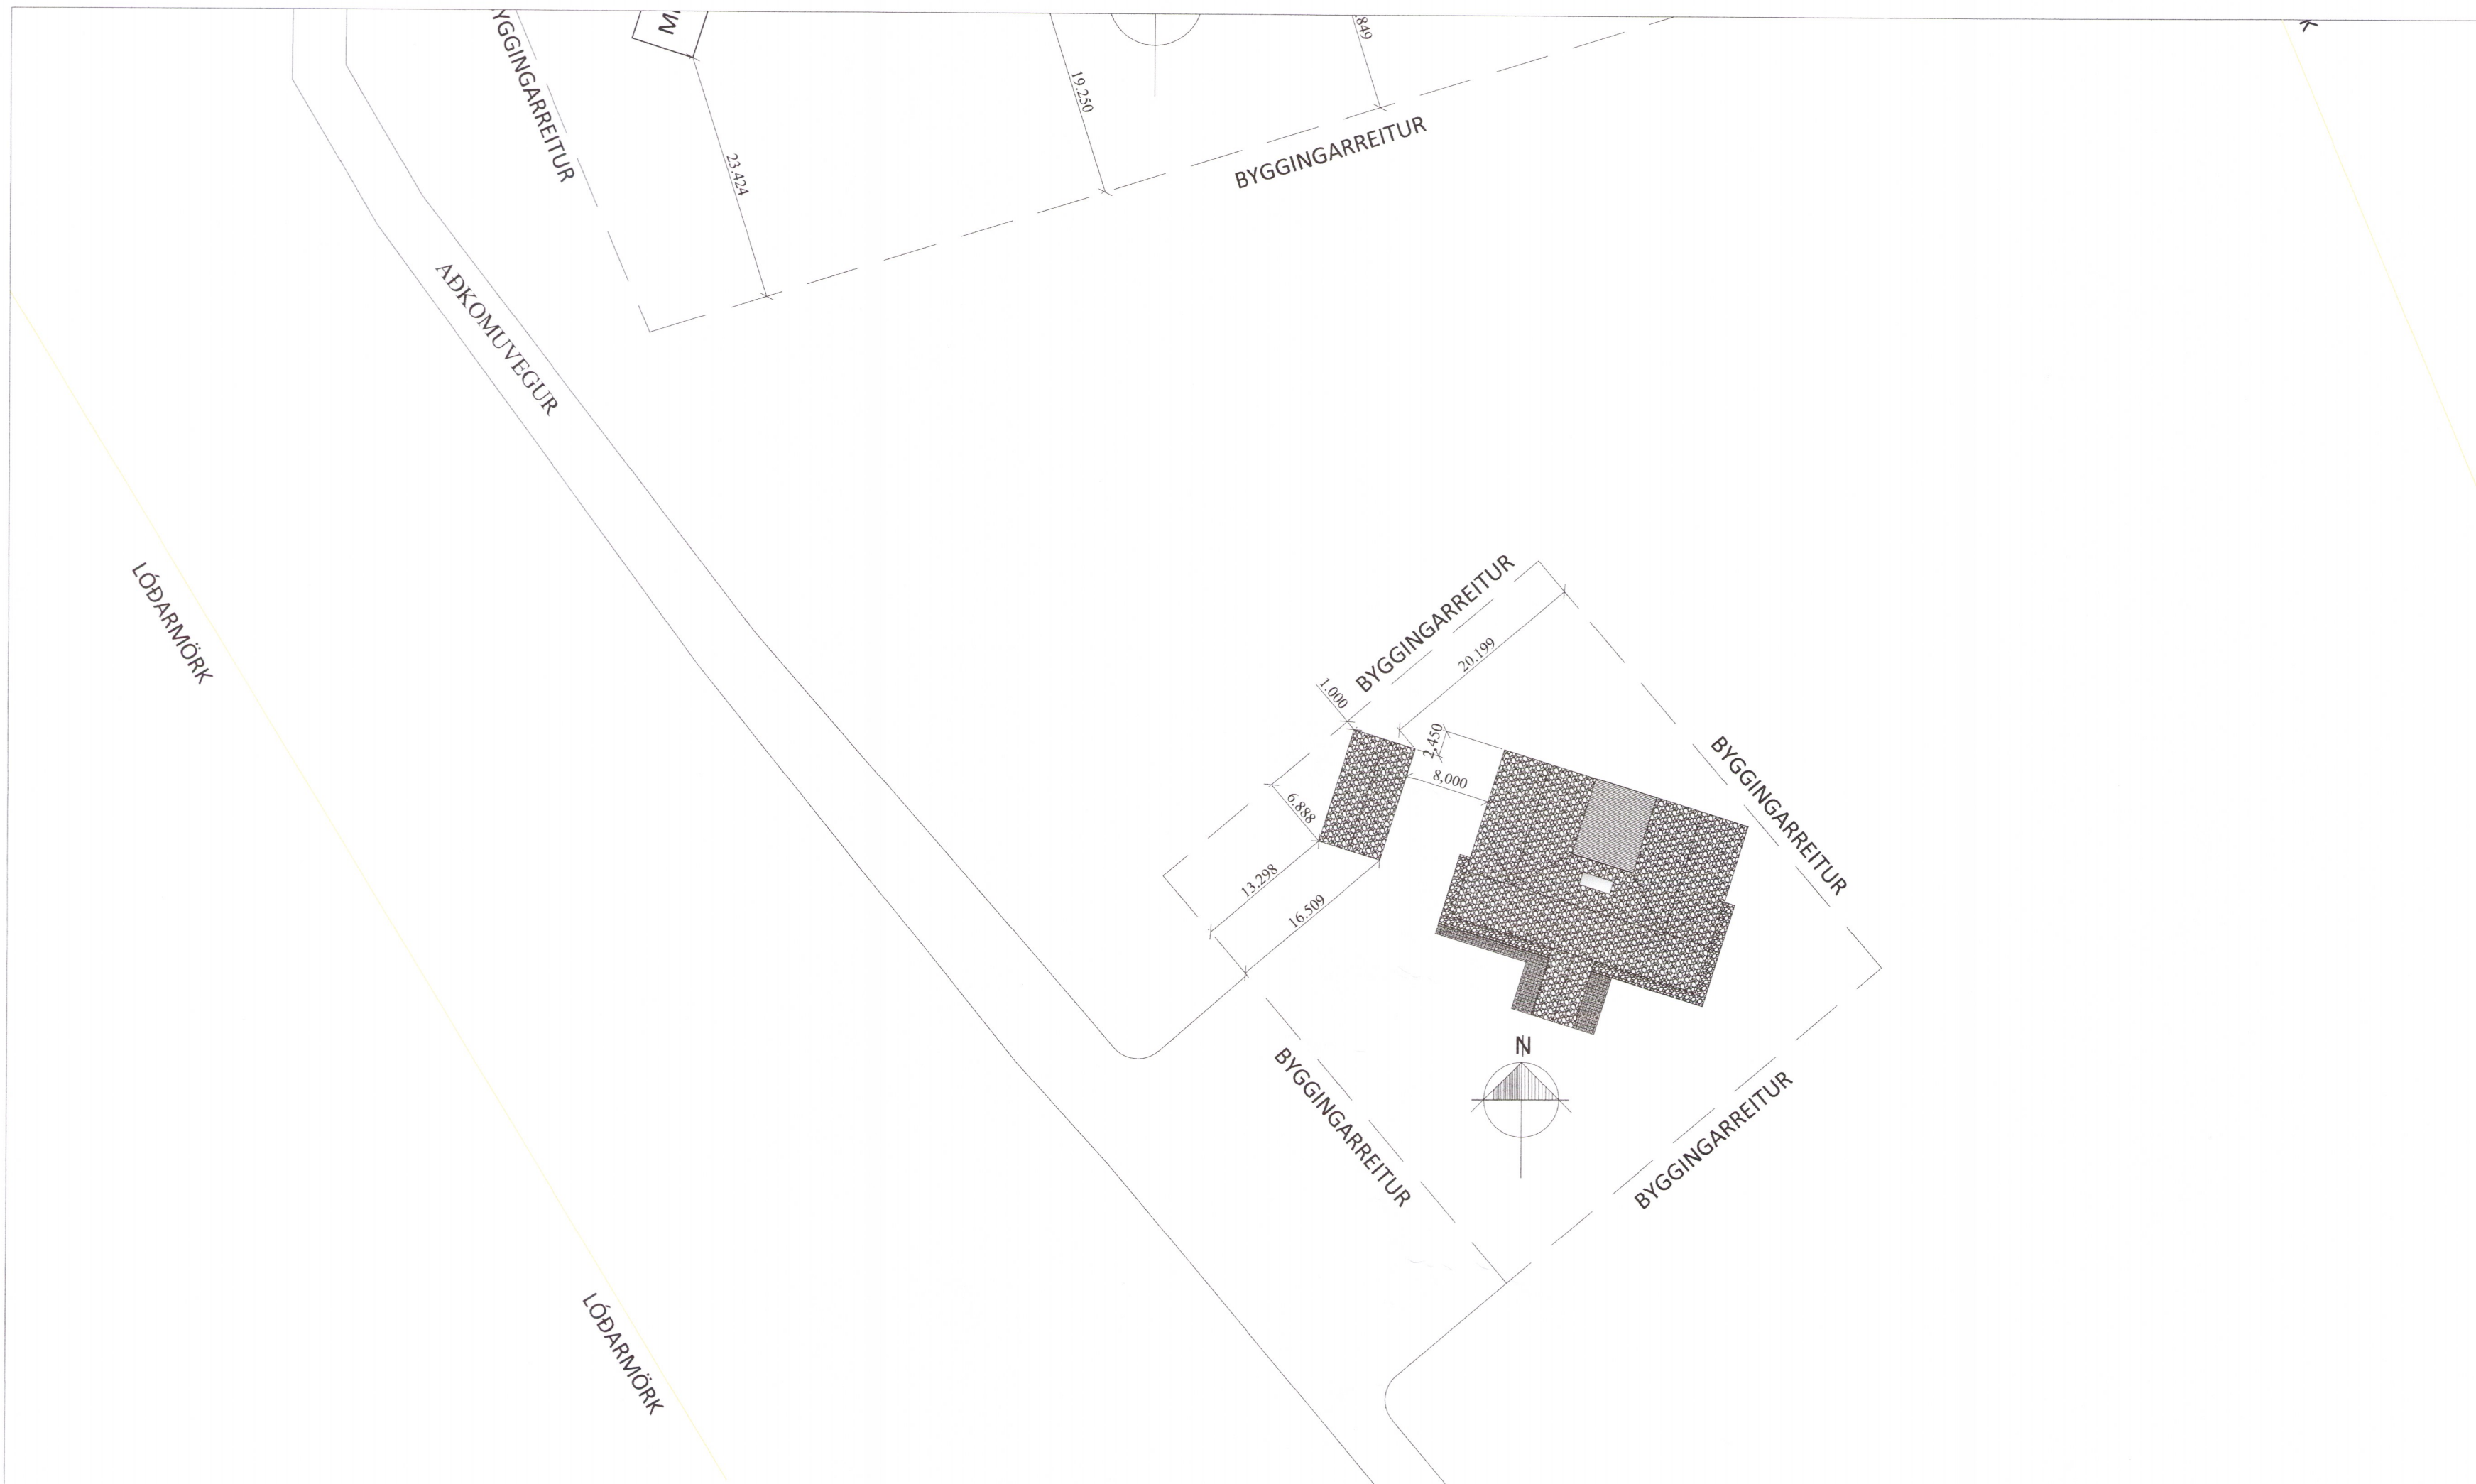 YGGINGARREITUR
19.250
.849
K
23.424
BYGGINGARREITUR
AÐKOMUVEGUR
LÓÐARMÖRK
BYGGINGARREITUR
20.199
1.000
2,450
8,000
BYGGINGARREITUR
6.888
13.298
16.509
N
BYGGINGARREITUR
BYGGINGARREITUR
LÓÐARMÖRK